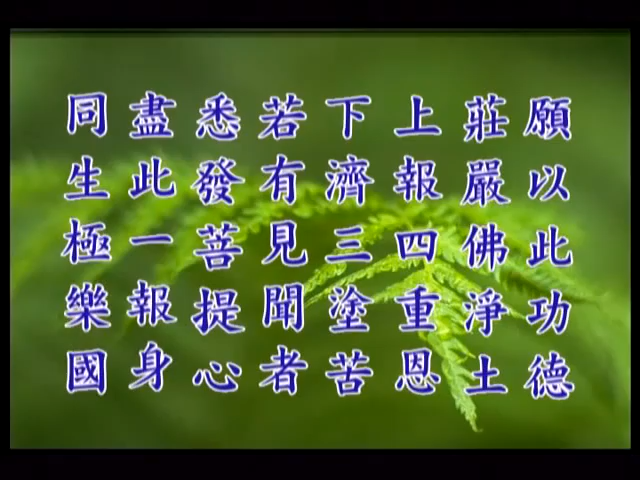 願以此功德
莊嚴佛淨土
上報四重恩
下濟三塗苦
若有見聞者
悉發菩提心
盡此一報身
同生極樂國